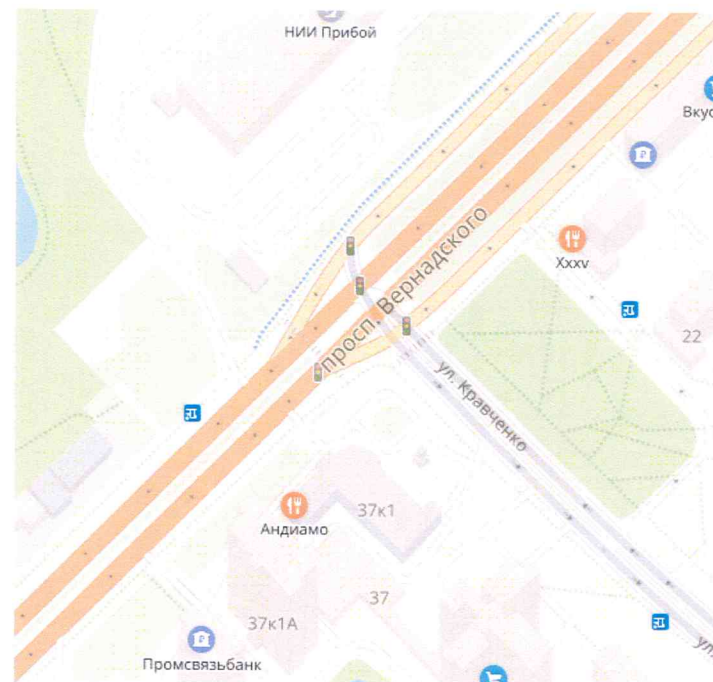 НИИ Прибой
Вкус
просп. Вернадского
Xxxv
22
ул. Кравченко
Андиамо
37к1
37
37к1А
Промсвязьбанк
ул.